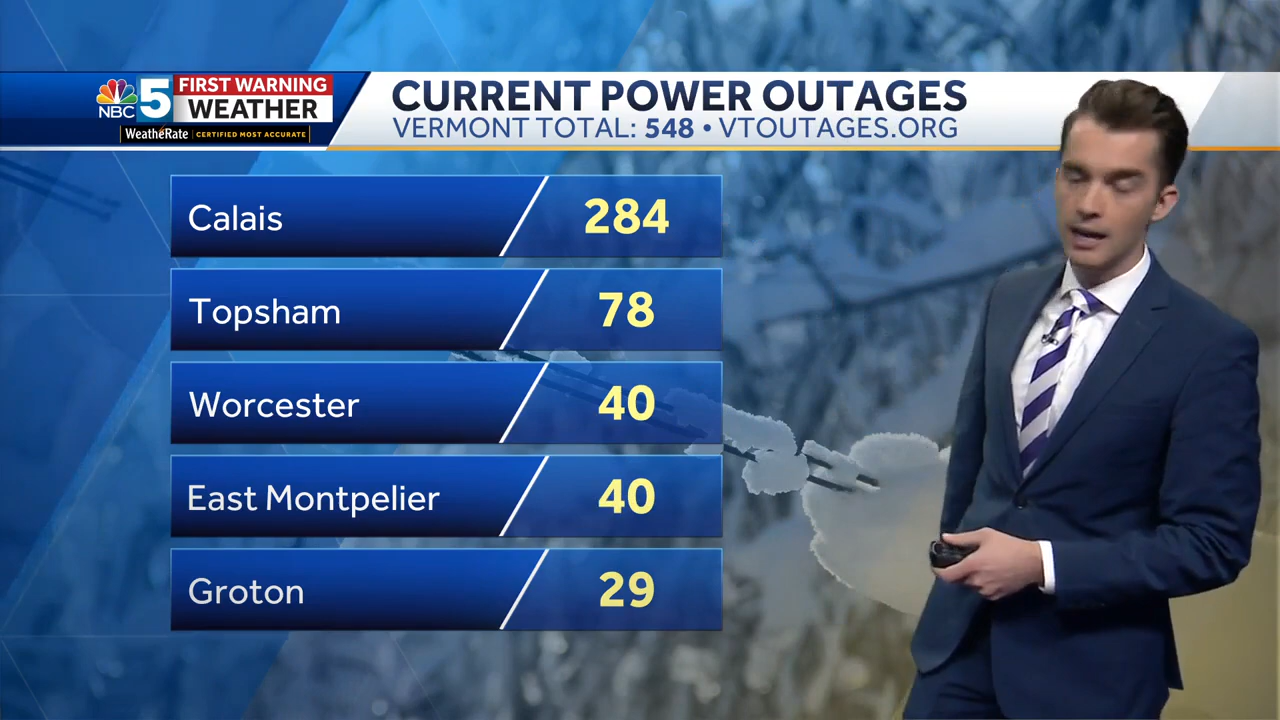 NBC 5 FIRST WARNING
WEATHER
WeatheRate CERTIFIED MOST ACCURATE
CURRENT POWER OUTAGES
VERMONT TOTAL: 548 • VTOUTAGES.ORG
Calais 284
Topsham 78
Worcester 40
East Montpelier 40
Groton 29